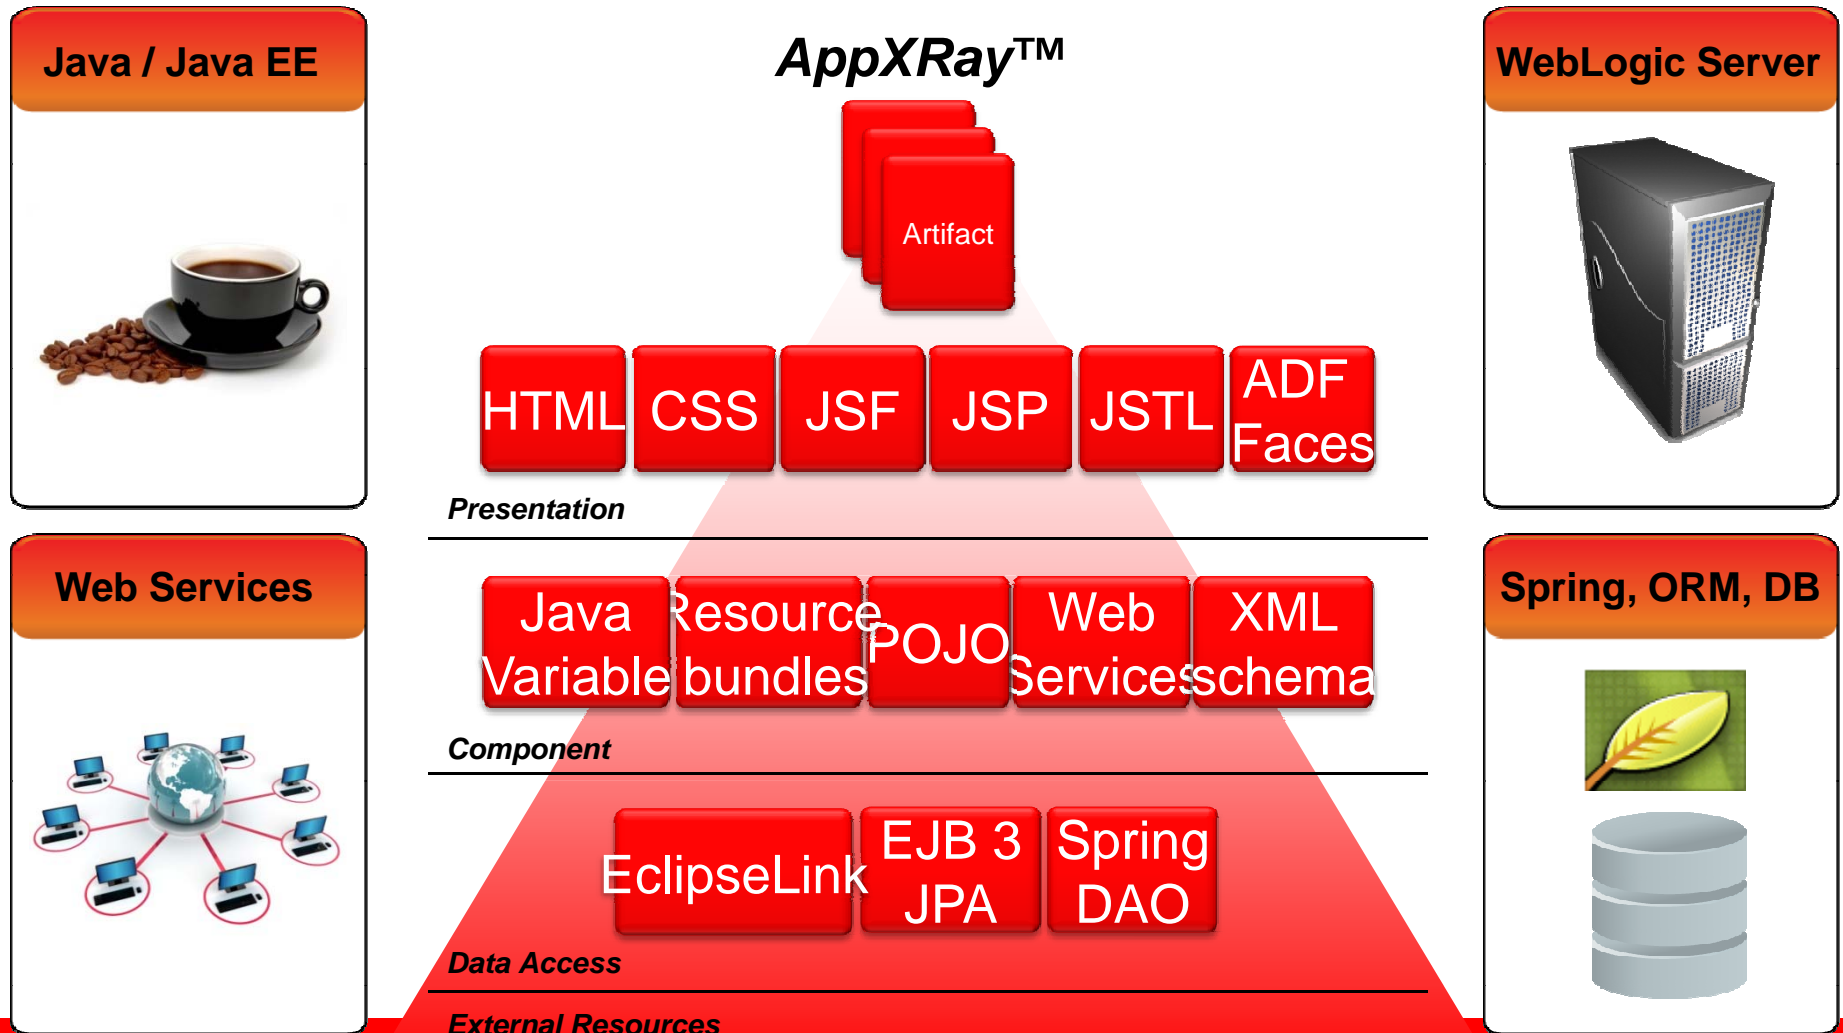 Java / Java EE
AppXRay™
WebLogic Server
Artifact
HTML
CSS
JSF
JSP
JSTL
ADF
Faces
Presentation
Web Services
Spring, ORM, DB
Java
Variable
Resource
bundles
POJO
Web
Services
XML
schema
Component
EclipseLink
EJB 3
JPA
Spring
DAO
Data Access
External Resources